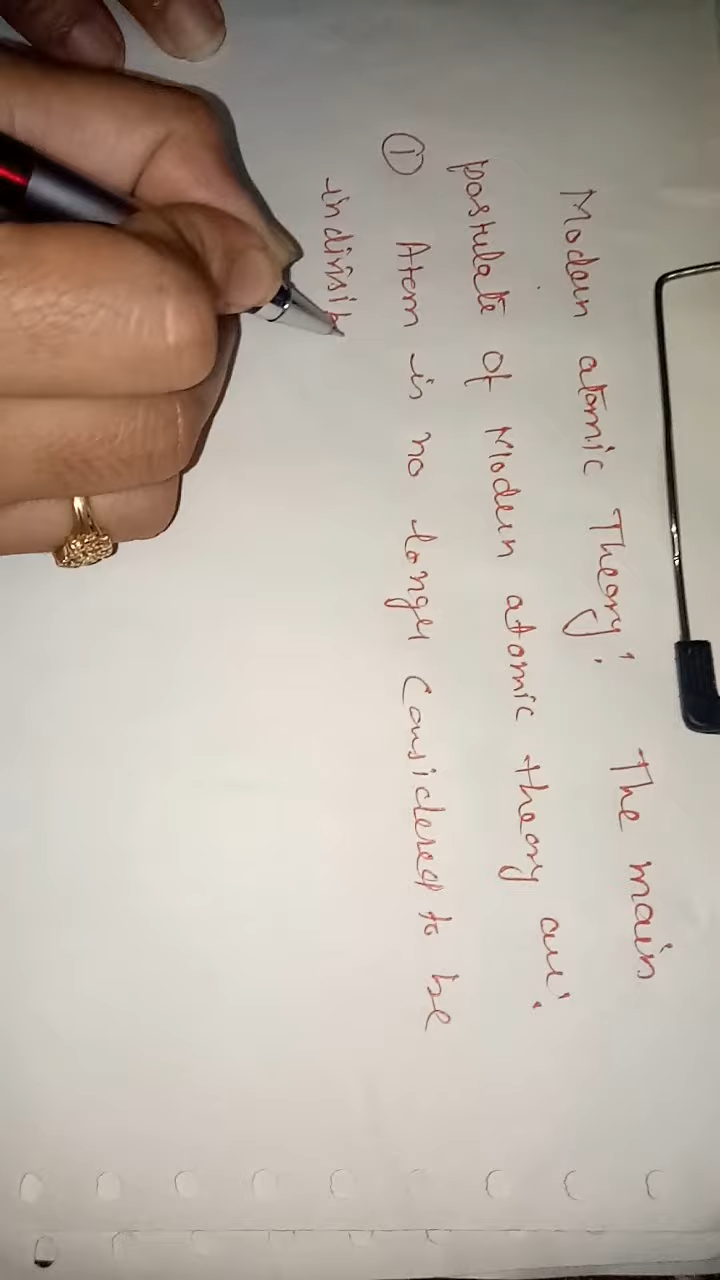 Modern atomic Theory: The main
postulate of Modern atomic theory are:
① Atom is no longer Considered to be
indivisib